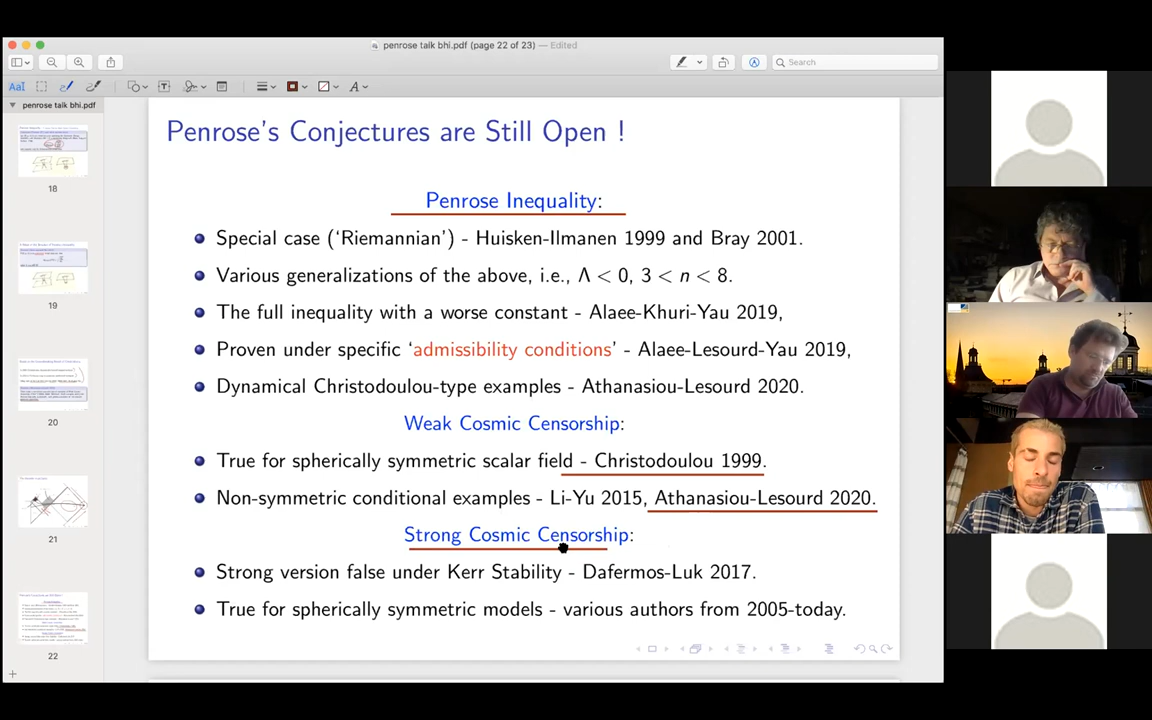 penrose talk bhi.pdf (page 22 of 23) — Edited
Search
penrose talk bhi.pdf
Penrose's Conjectures are Still Open !
Penrose Inequality:
Special case ('Riemannian') - Huisken-Ilmanen 1999 and Bray 2001.
Various generalizations of the above, i.e., Λ < 0, 3 < n < 8.
The full inequality with a worse constant - Alaee-Khuri-Yau 2019,
Proven under specific 'admissibility conditions' - Alaee-Lesourd-Yau 2019,
Dynamical Christodoulou-type examples - Athanasiou-Lesourd 2020.
Weak Cosmic Censorship:
True for spherically symmetric scalar field - Christodoulou 1999.
Non-symmetric conditional examples - Li-Yu 2015, Athanasiou-Lesourd 2020.
Strong Cosmic Censorship:
Strong version false under Kerr Stability - Dafermos-Luk 2017.
True for spherically symmetric models - various authors from 2005-today.
18
19
20
21
22